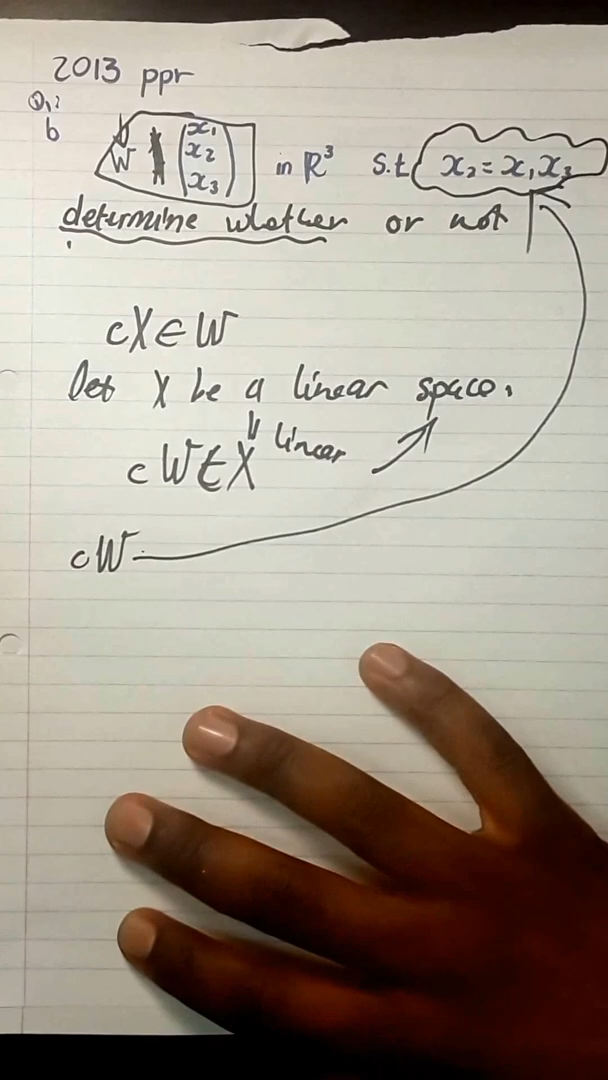 2013 ppr
Q1:
b W (x₁ x₂ x₃) in ℝ³ s.t x₂ = x₁x₃
determine whether or not
cX ∈ W
let X be a linear space.
linear
cW ∈ X
cW